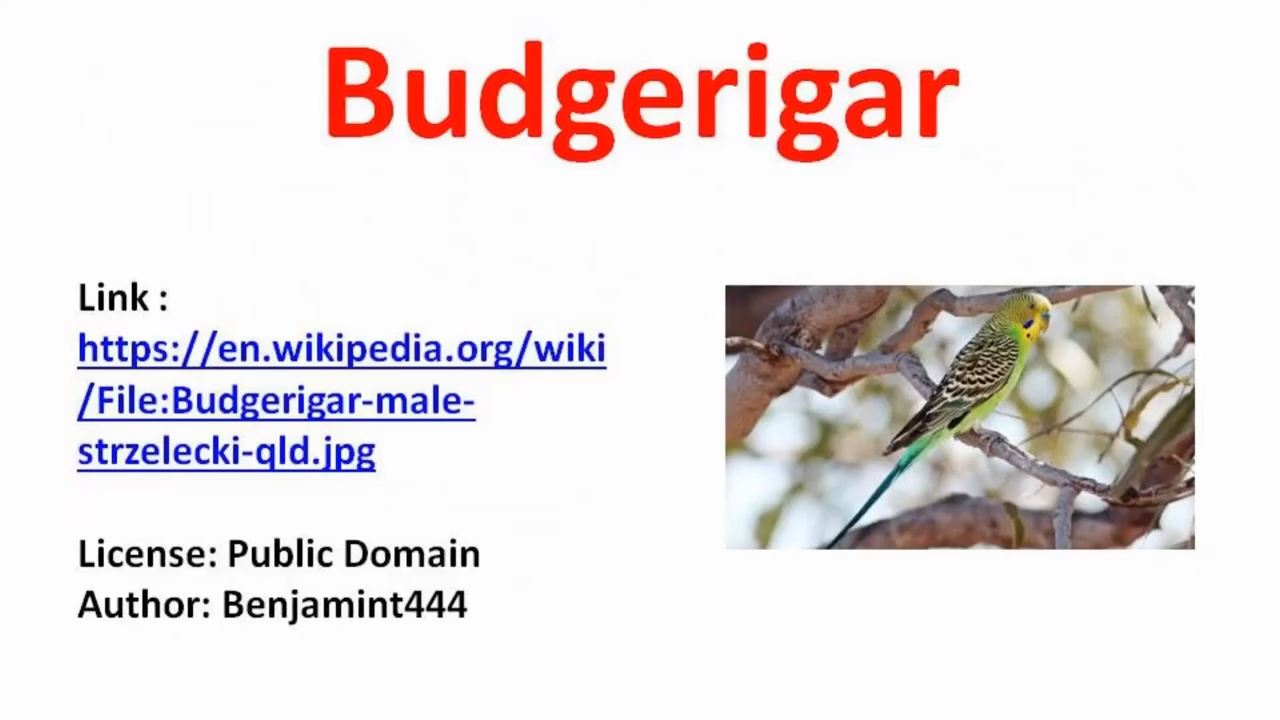 Budgerigar
Link :
https://en.wikipedia.org/wiki
/File:Budgerigar-male-
strzelecki-qld.jpg
License: Public Domain
Author: Benjamint444